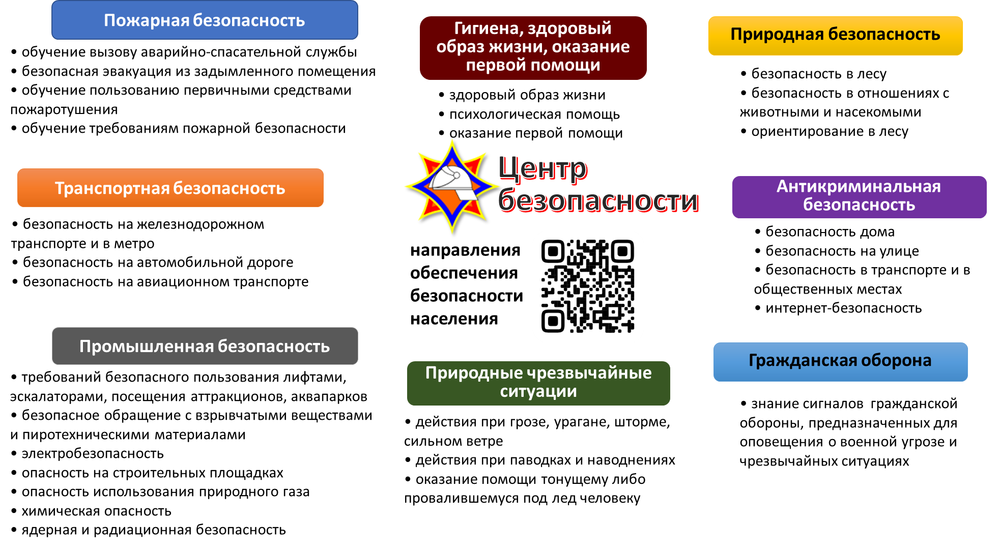 Пожарная безопасность
• обучение вызову аварийно-спасательной службы
• безопасная эвакуация из задымленного помещения
• обучение пользованию первичными средствами
пожаротушения
• обучение требованиям пожарной безопасности
Транспортная безопасность
• безопасность на железнодорожном
транспорте и в метро
• безопасность на автомобильной дороге
• безопасность на авиационном транспорте
Промышленная безопасность
• требований безопасного пользования лифтами,
эскалаторами, посещения аттракционов, аквапарков
• безопасное обращение с взрывчатыми веществами
и пиротехническими материалами
• электробезопасность
• опасность на строительных площадках
• опасность использования природного газа
• химическая опасность
• ядерная и радиационная безопасность
Гигиена, здоровый
образ жизни, оказание
первой помощи
• здоровый образ жизни
• психологическая помощь
• оказание первой помощи
Центр
безопасности
направления
обеспечения
безопасности
населения
Природные чрезвычайные
ситуации
• действия при грозе, урагане, шторме,
сильном ветре
• действия при паводках и наводнениях
• оказание помощи тонущему либо
провалившемуся под лед человеку
Природная безопасность
• безопасность в лесу
• безопасность в отношениях с
животными и насекомыми
• ориентирование в лесу
Антикриминальная
безопасность
• безопасность дома
• безопасность на улице
• безопасность в транспорте и в
общественных местах
• интернет-безопасность
Гражданская оборона
• знание сигналов гражданской
обороны, предназначенных для
оповещения о военной угрозе и
чрезвычайных ситуациях